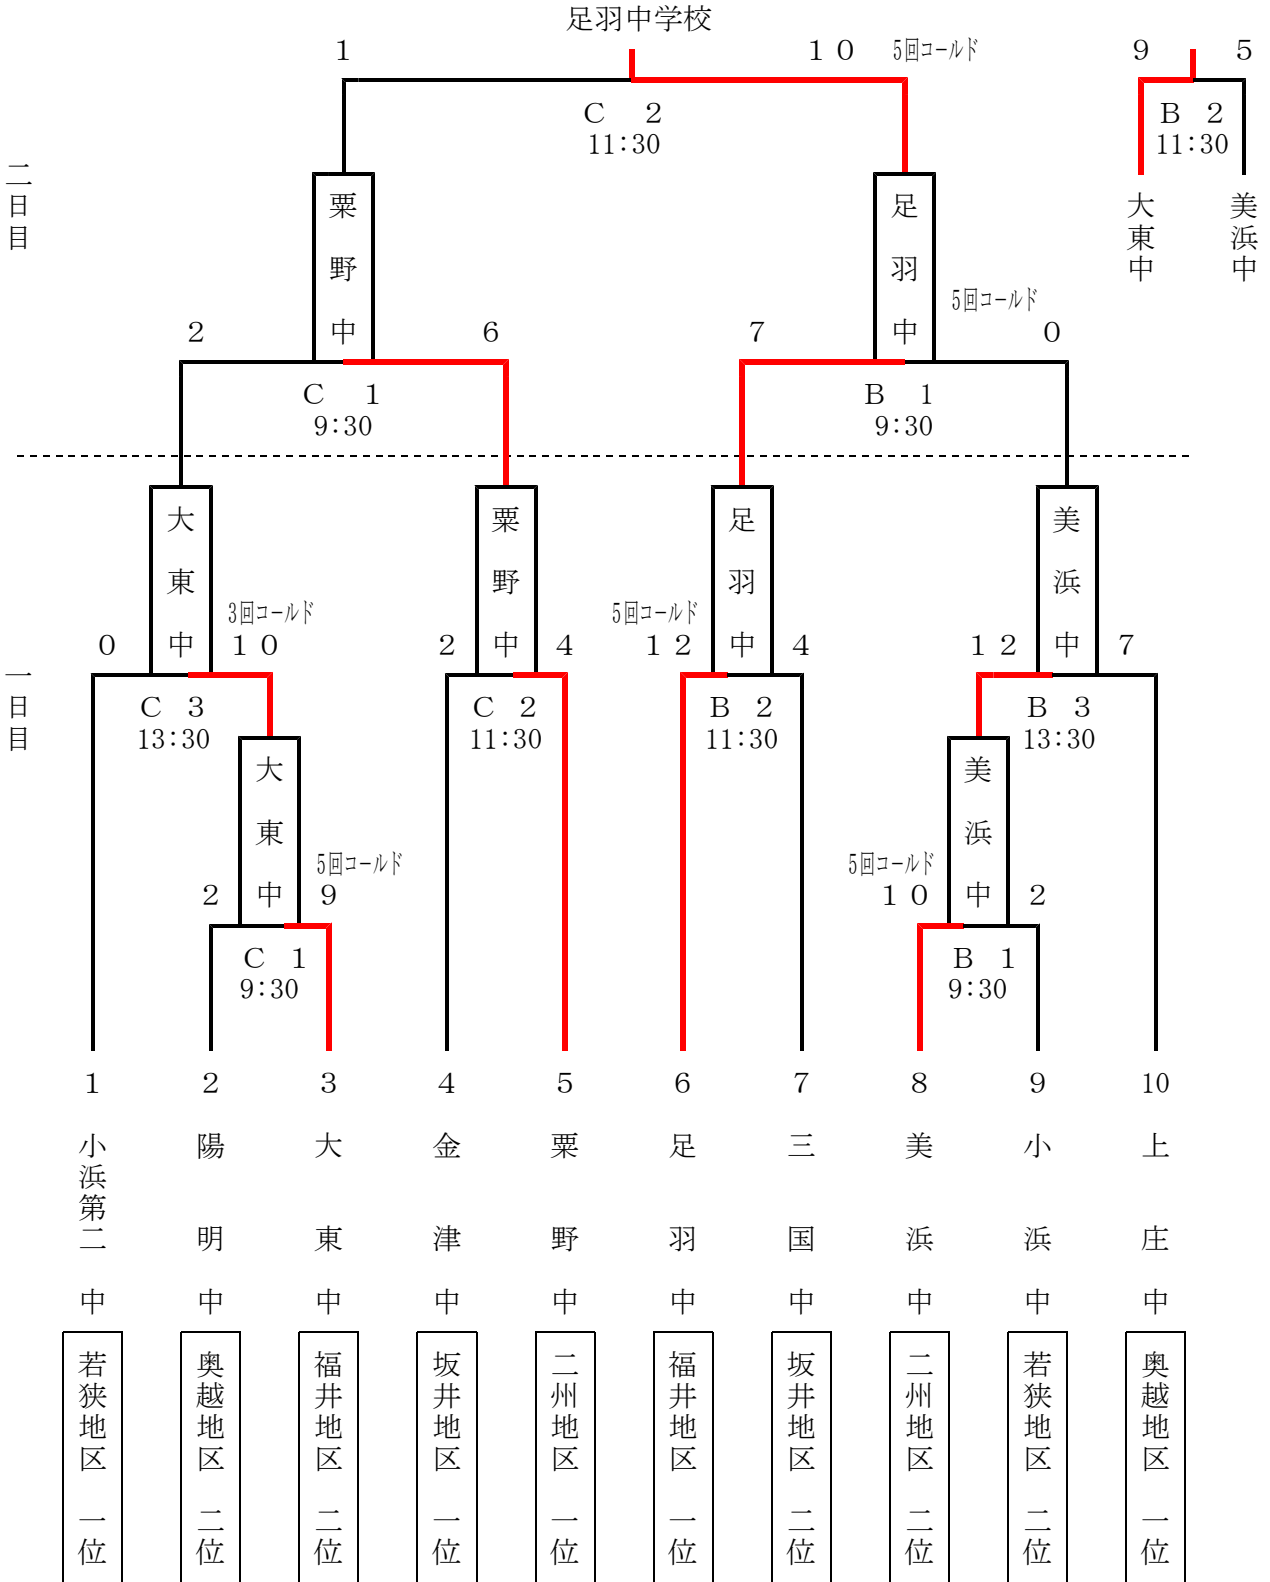 足羽中学校
1
１０
5回コールド
C 2
11:30
9
5
B 2
11:30
大東中
美浜中
二日目
粟野中
足羽中
5回コールド
2
6
7
0
C 1
9:30
B 1
9:30
大東中
粟野中
足羽中
美浜中
3回コールド
5回コールド
0
１０
2
4
１２
4
１２
7
一日目
C 3
13:30
C 2
11:30
B 2
11:30
B 3
13:30
大東中
美浜中
5回コールド
5回コールド
2
9
１０
2
C 1
9:30
B 1
9:30
1
2
3
4
5
6
7
8
9
10
小浜第二中
陽明中
大東中
金津中
粟野中
足羽中
三国中
美浜中
小浜中
上庄中
若狭地区 一位
奥越地区 二位
福井地区 二位
坂井地区 一位
二州地区 一位
福井地区 一位
坂井地区 二位
二州地区 二位
若狭地区 二位
奥越地区 一位